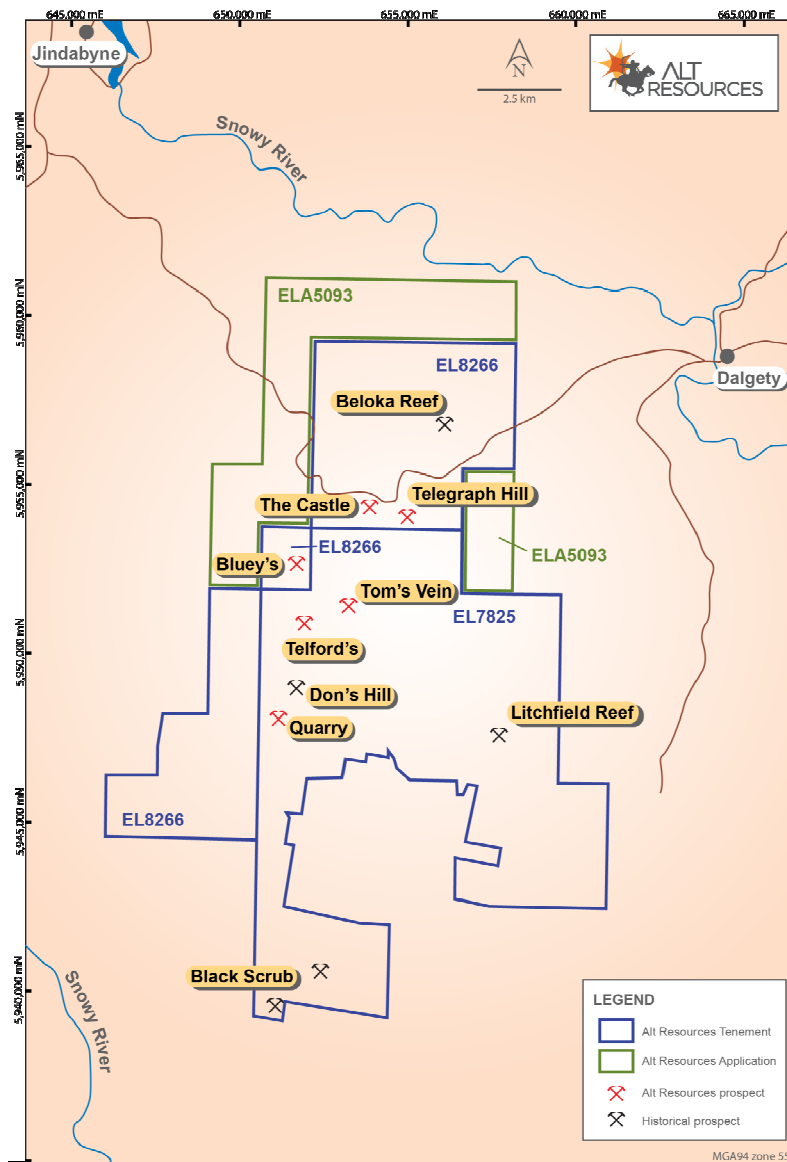 645,000 mE
650,000 mE
655,000 mE
660,000 mE
665,000 mE
Jindabyne
N
2.5 km
ALT
RESOURCES
Snowy River
5,965,000 mN
ELA5093
5,960,000 mN
EL8266
Dalgety
Beloka Reef
5,955,000 mN
The Castle
Telegraph Hill
EL8266
ELA5093
Bluey's
Tom's Vein
EL7825
Telford's
5,950,000 mN
Don's Hill
Litchfield Reef
Quarry
EL8266
5,945,000 mN
Black Scrub
Snowy River
5,940,000 mN
LEGEND
Alt Resources Tenement
Alt Resources Application
Alt Resources prospect
Historical prospect
MGA94 zone 55